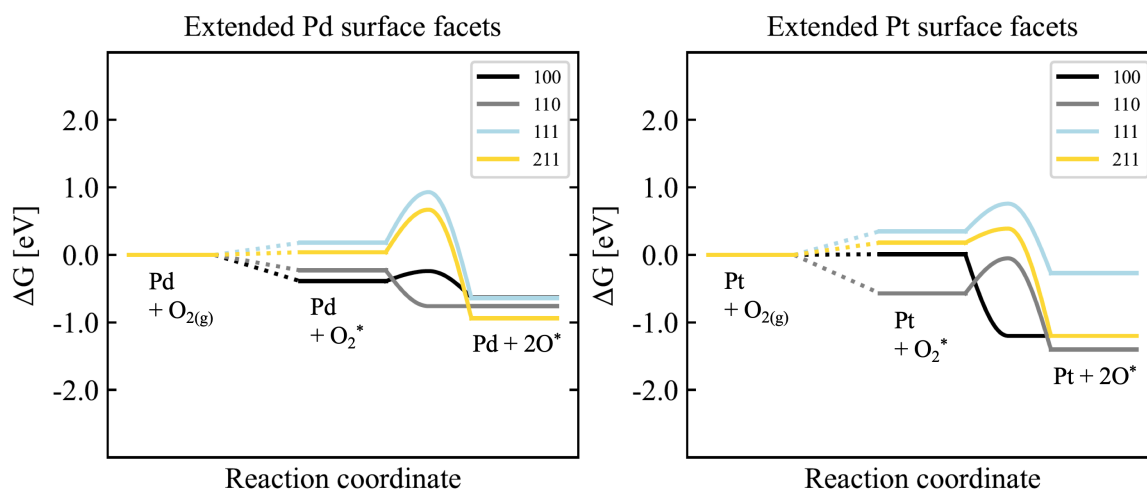 Extended Pd surface facets
100
110
111
211
2.0
1.0
0.0
-1.0
-2.0
ΔG [eV]
Pd
+ O₂(g)
Pd
+ O₂*
Pd + 2O*
Reaction coordinate
Extended Pt surface facets
100
110
111
211
2.0
1.0
0.0
-1.0
-2.0
ΔG [eV]
Pt
+ O₂(g)
Pt
+ O₂*
Pt + 2O*
Reaction coordinate